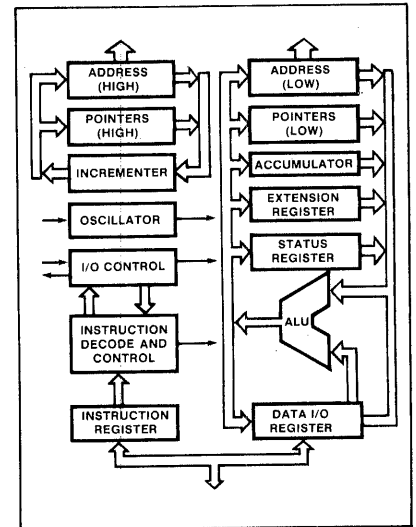 ADDRESS
(HIGH)
POINTERS
(HIGH)
INCREMENTER
OSCILLATOR
I/O CONTROL
INSTRUCTION
DECODE AND
CONTROL
INSTRUCTION
REGISTER
ADDRESS
(LOW)
POINTERS
(LOW)
ACCUMULATOR
EXTENSION
REGISTER
STATUS
REGISTER
ALU
DATA I/O
REGISTER